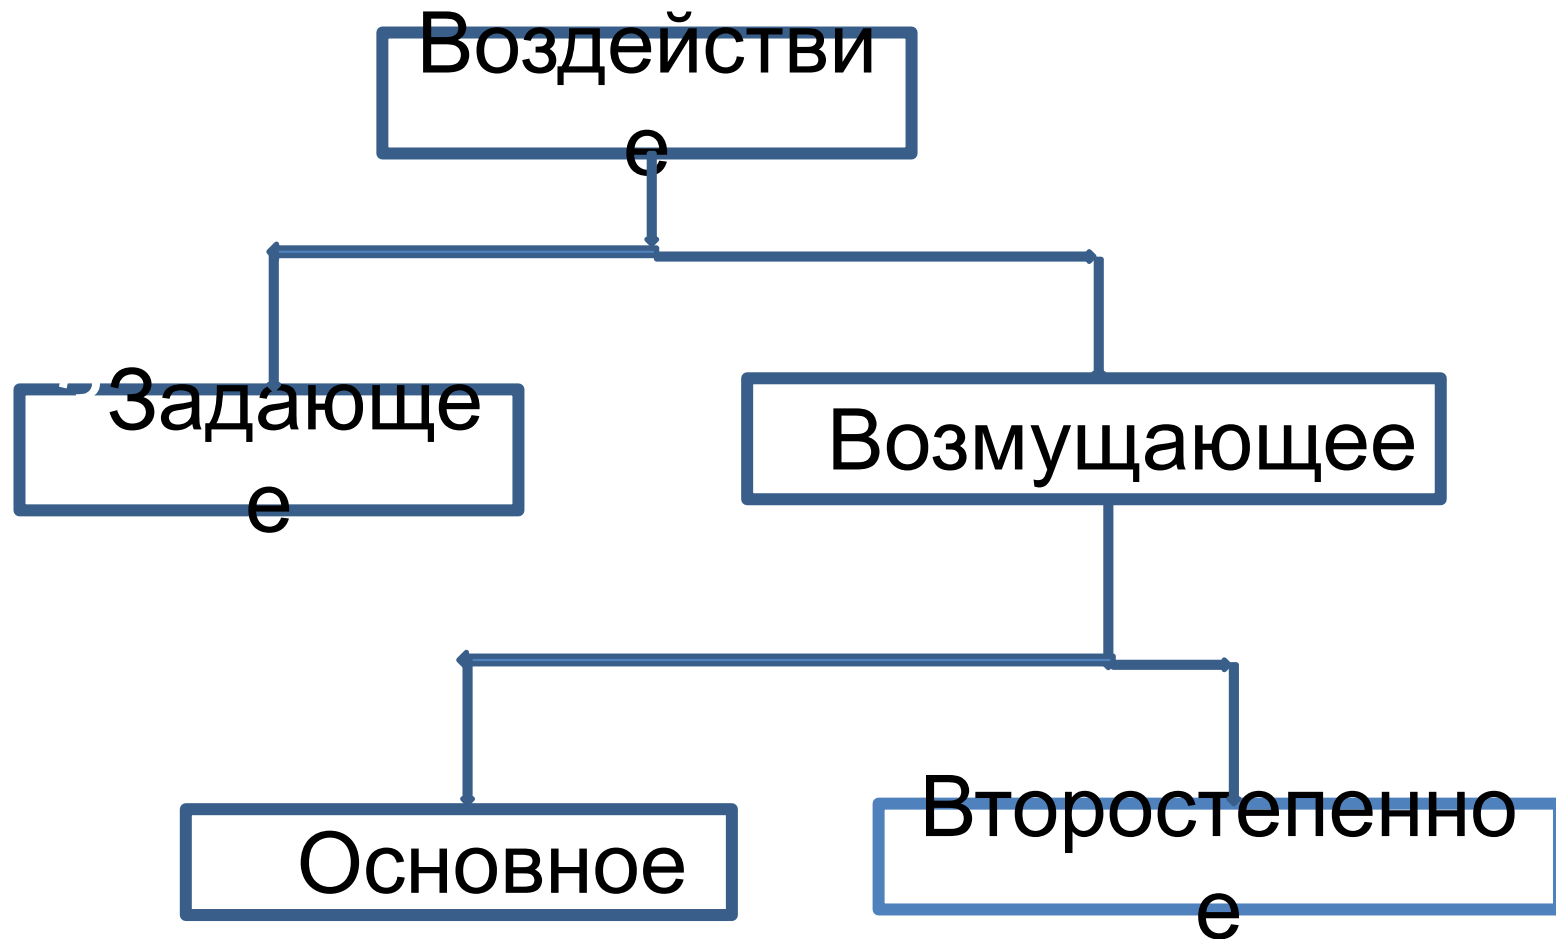 Воздействи
е
Задающе
е
Возмущающее
Основное
Второстепенно
е